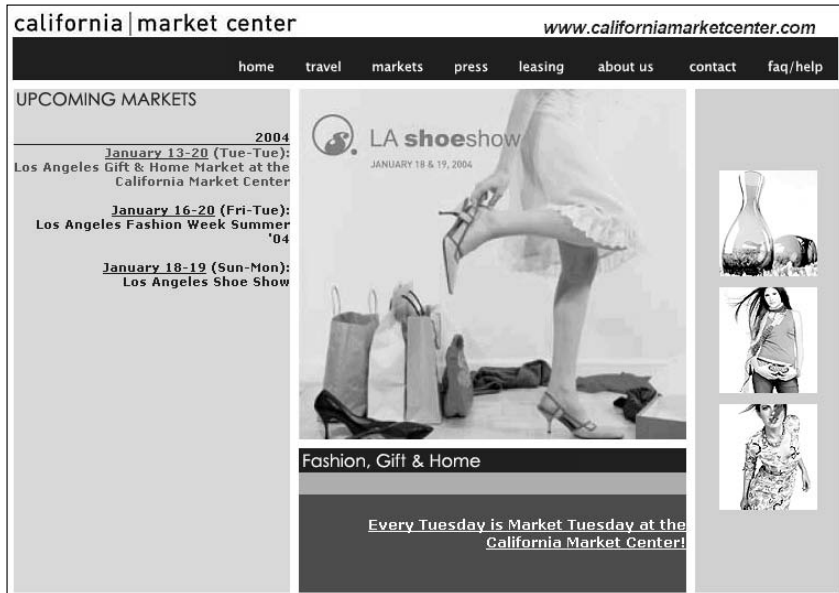 california|market center
www.californiamarketcenter.com
home travel markets press leasing about us contact faq/help
UPCOMING MARKETS
2004
January 13-20 (Tue-Tue):
Los Angeles Gift & Home Market at the
California Market Center
January 16-20 (Fri-Tue):
Los Angeles Fashion Week Summer
'04
January 18-19 (Sun-Mon):
Los Angeles Shoe Show
LA shoeshow
JANUARY 18 & 19, 2004
Fashion, Gift & Home
Every Tuesday is Market Tuesday at the
California Market Center!